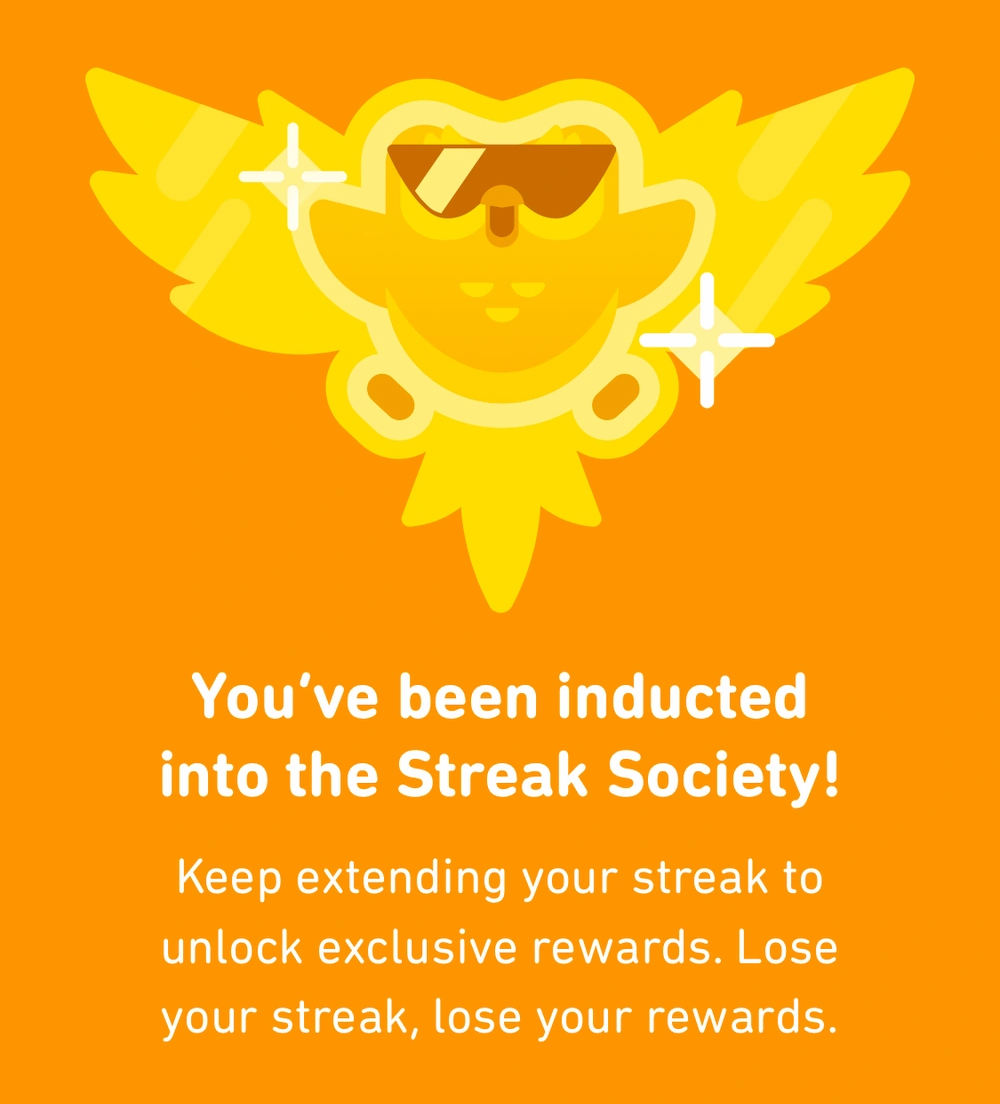 You’ve been inducted
into the Streak Society!
Keep extending your streak to
unlock exclusive rewards. Lose
your streak, lose your rewards.